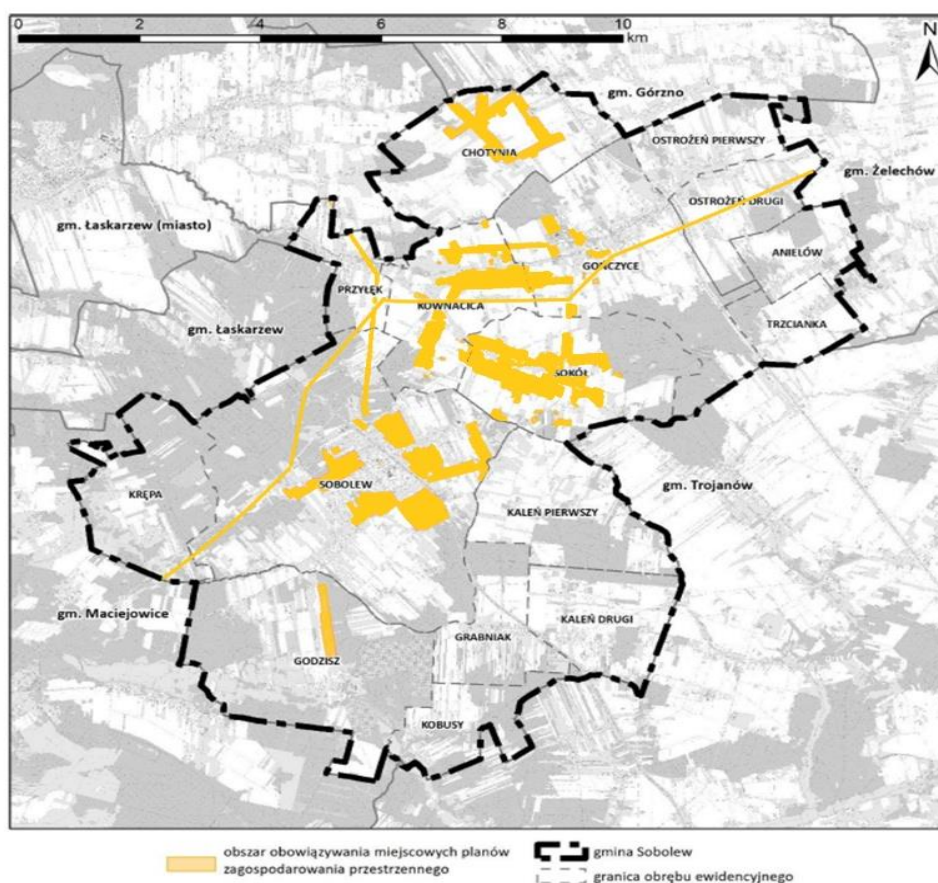 0 2 4 6 8 10
km
N
gm. Górzno
OSTROŻEŃ PIERWSZY
CHOTYNIA
gm. Żelechów
OSTROŻEŃ DRUGI
gm. Łaskarzew (miasto)
ANIELÓW
GOŃCZYCE
PRZYŁĘK
KOWNACICA
TRZCIANKA
gm. Łaskarzew
SOKÓŁ
SOBOLEW
gm. Trojanów
KRĘPA
KALEŃ PIERWSZY
gm. Maciejowice
KALEŃ DRUGI
GRABNIAK
GODZISZ
KOBUSY
obszar obowiązywania miejscowych planów
zagospodarowania przestrzennego
gmina Sobolew
granica obrębu ewidencyjnego